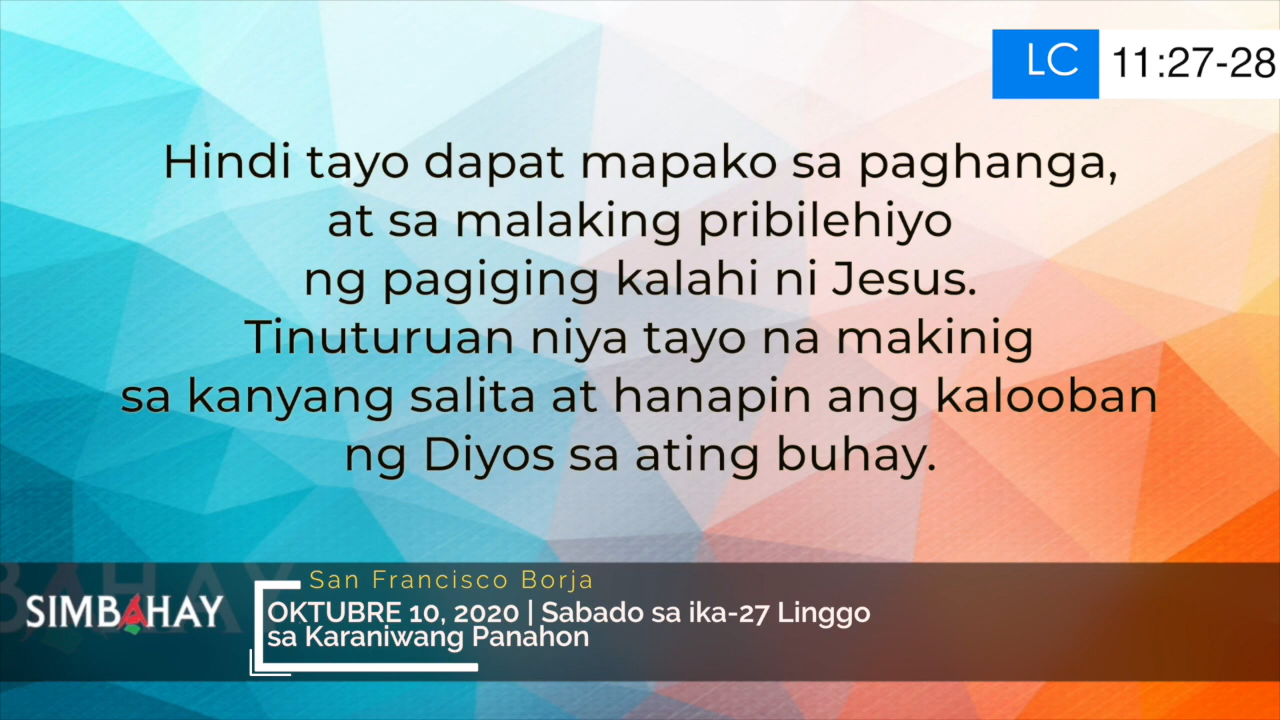 LC 11:27-28
Hindi tayo dapat mapako sa paghanga,
at sa malaking pribilehiyo
ng pagiging kalahi ni Jesus.
Tinuturuan niya tayo na makinig
sa kanyang salita at hanapin ang kalooban
ng Diyos sa ating buhay.
San Francisco Borja
SIMBAHAY
OKTUBRE 10, 2020 | Sabado sa ika-27 Linggo
sa Karaniwang Panahon